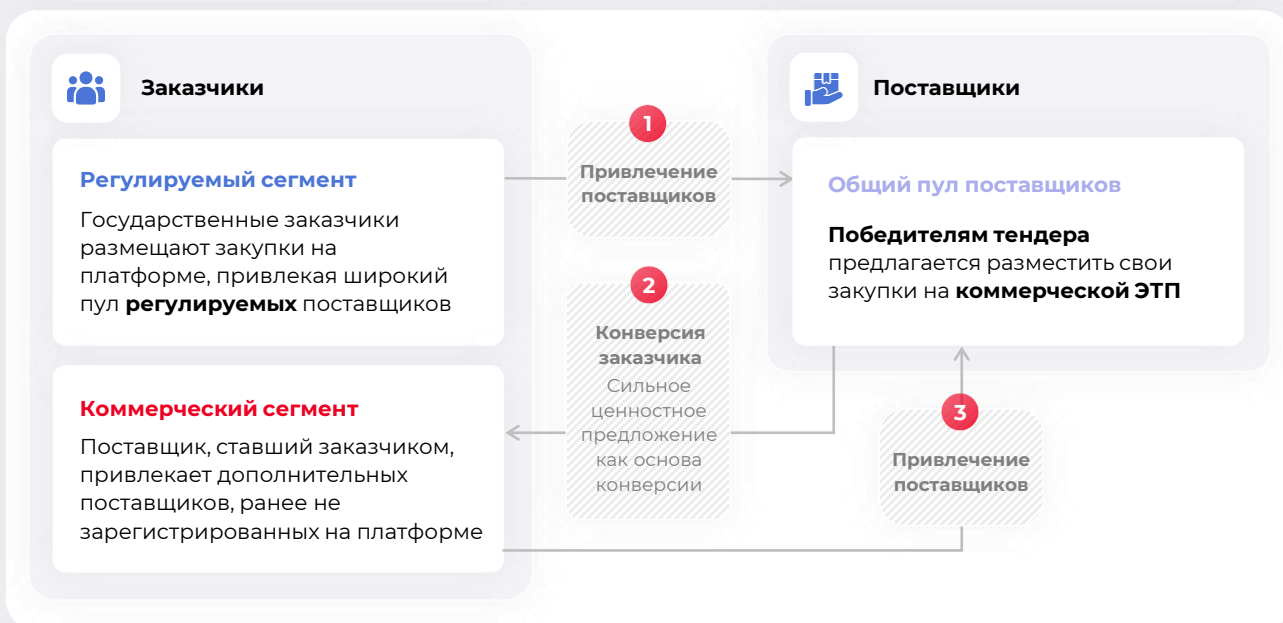 Заказчики
Регулируемый сегмент
Государственные заказчики
размещают закупки на
платформе, привлекая широкий
пул регулируемых поставщиков
Коммерческий сегмент
Поставщик, ставший заказчиком,
привлекает дополнительных
поставщиков, ранее не
зарегистрированных на платформе
1
Привлечение
поставщиков
2
Конверсия
заказчика
Сильное
ценностное
предложение
как основа
конверсии
Поставщики
Общий пул поставщиков
Победителям тендера
предлагается разместить свои
закупки на коммерческой ЭТП
3
Привлечение
поставщиков